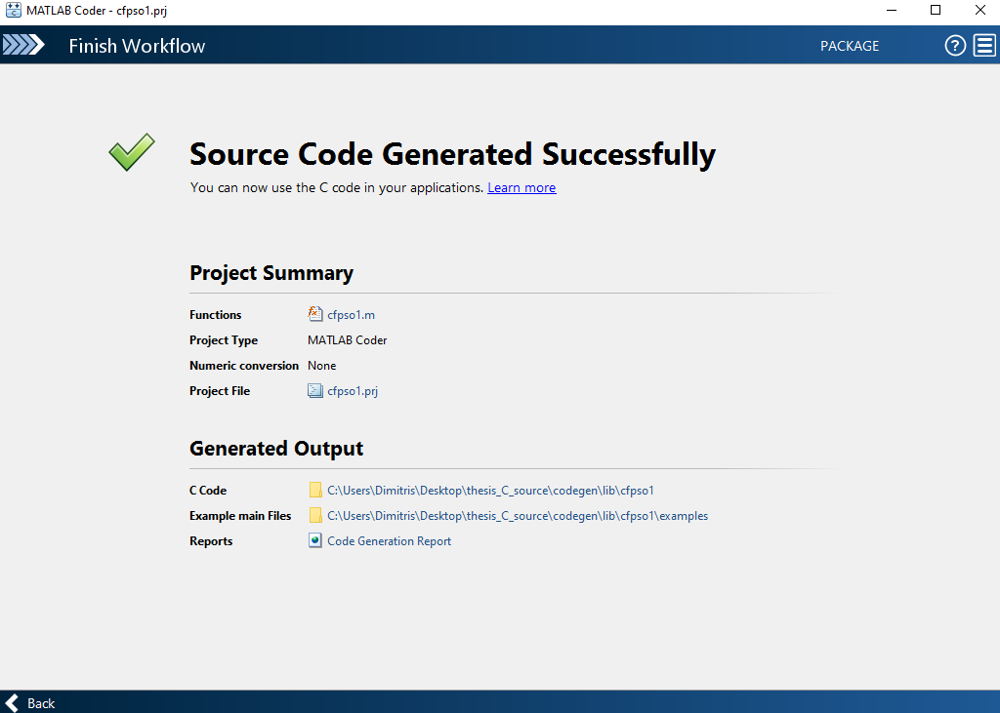 MATLAB Coder - cfpso1.prj
Finish Workflow
PACKAGE
?
Source Code Generated Successfully
You can now use the C code in your applications. Learn more
Project Summary
Functions cfpso1.m
Project Type MATLAB Coder
Numeric conversion None
Project File cfpso1.prj
Generated Output
C Code C:\Users\Dimitris\Desktop\thesis_C_source\codegen\lib\cfpso1
Example main Files C:\Users\Dimitris\Desktop\thesis_C_source\codegen\lib\cfpso1\examples
Reports Code Generation Report
Back